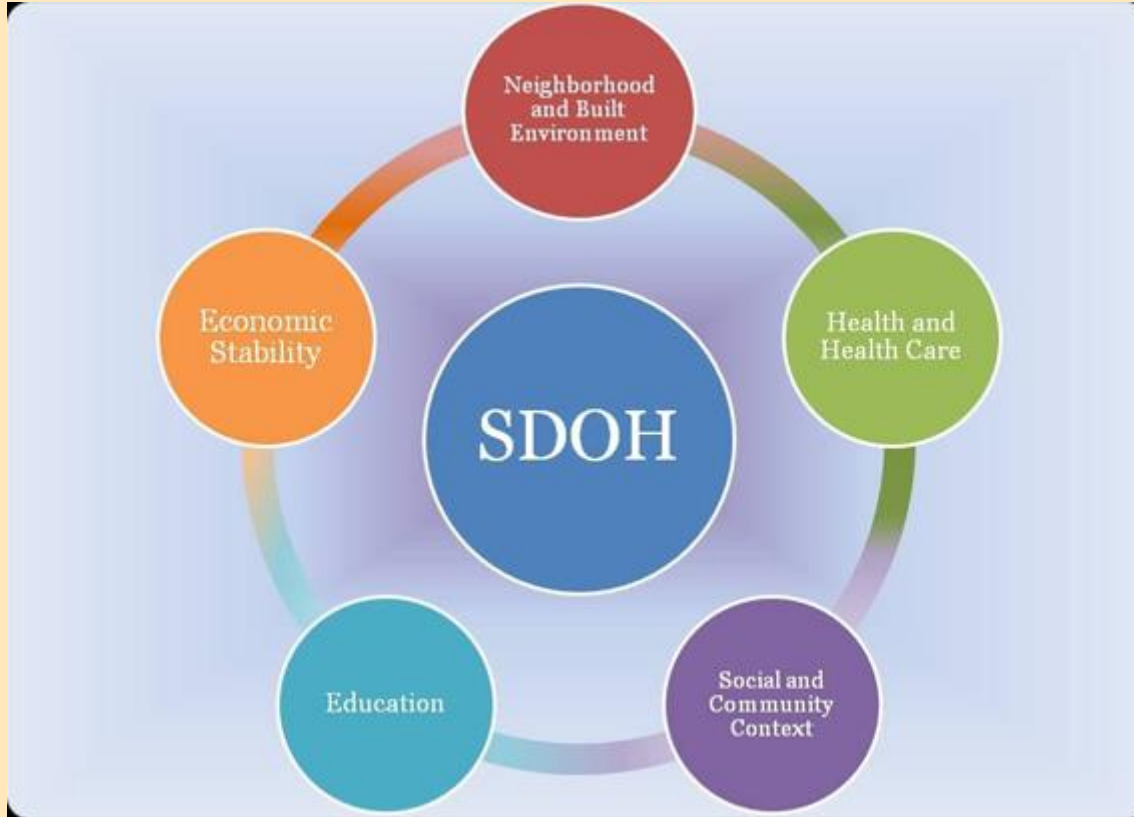 Neighborhood
and Built
Environment
Economic
Stability
Health and
Health Care
SDOH
Education
Social and
Community
Context